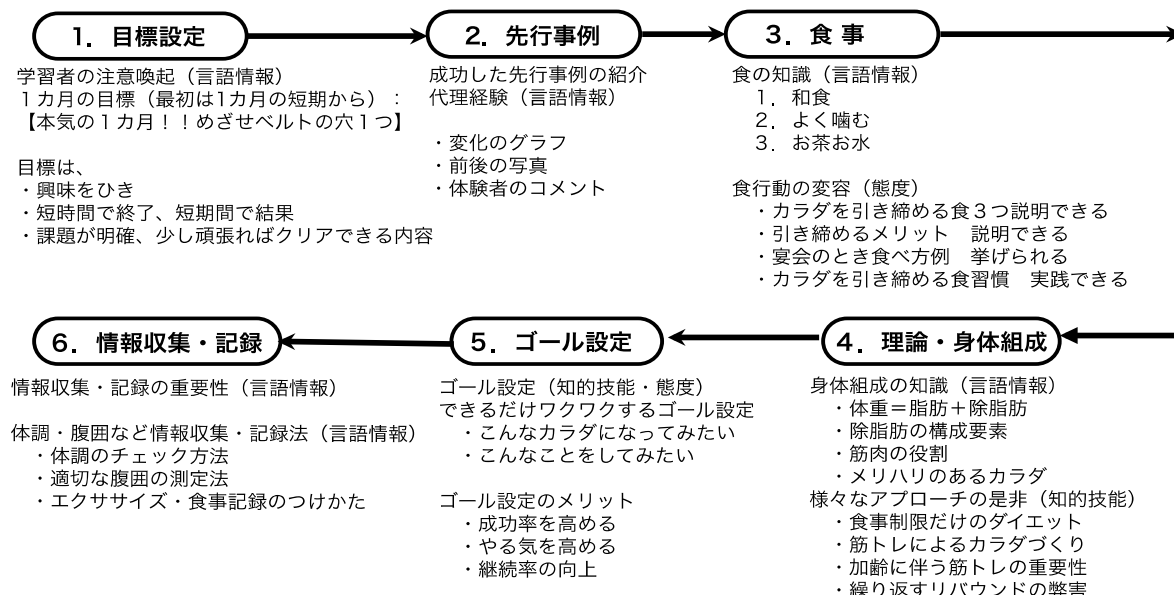 1．目標設定
学習者の注意喚起（言語情報）
１カ月の目標（最初は1カ月の短期から）：
【本気の１カ月！！めざせベルトの穴１つ】
目標は、
・興味をひき
・短時間で終了、短期間で結果
・課題が明確、少し頑張ればクリアできる内容
2．先行事例
成功した先行事例の紹介
代理経験（言語情報）
・変化のグラフ
・前後の写真
・体験者のコメント
3．食 事
食の知識（言語情報）
1．和食
2．よく噛む
3．お茶お水
食行動の変容（態度）
・カラダを引き締める食３つ説明できる
・引き締めるメリット　説明できる
・宴会のとき食べ方例　挙げられる
・カラダを引き締める食習慣　実践できる
4．理論・身体組成
身体組成の知識（言語情報）
・体重＝脂肪＋除脂肪
・除脂肪の構成要素
・筋肉の役割
・メリハリのあるカラダ
様々なアプローチの是非（知的技能）
・食事制限だけのダイエット
・筋トレによるカラダづくり
・加齢に伴う筋トレの重要性
・繰り返すリバウンドの弊害
5．ゴール設定
ゴール設定（知的技能・態度）
できるだけワクワクするゴール設定
・こんなカラダになってみたい
・こんなことをしてみたい
ゴール設定のメリット
・成功率を高める
・やる気を高める
・継続率の向上
6．情報収集・記録
情報収集・記録の重要性（言語情報）
体調・腹囲など情報収集・記録法（言語情報）
・体調のチェック方法
・適切な腹囲の測定法
・エクササイズ・食事記録のつけかた